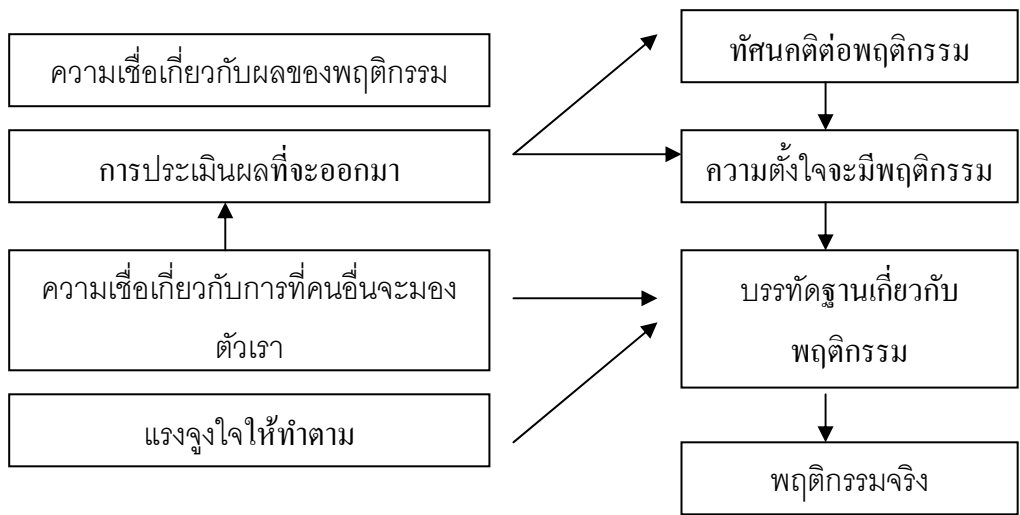 ความเชื่อเกี่ยวกับผลของพฤติกรรม
การประเมินผลที่จะออกมา
ความเชื่อเกี่ยวกับการที่คนอื่นจะมอง
ตัวเรา
แรงจูงใจให้ทำตาม
ทัศนคติต่อพฤติกรรม
ความตั้งใจจะมีพฤติกรรม
บรรทัดฐานเกี่ยวกับ
พฤติกรรม
พฤติกรรมจริง